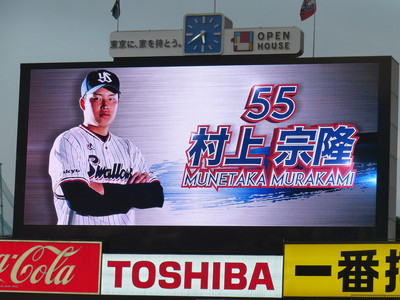 東京に、家を持とう。
OPEN
HOUSE
YS
55
村上 宗隆
MUNETAKA MURAKAMI
Swallows
Coca-Cola
TOSHIBA
一番